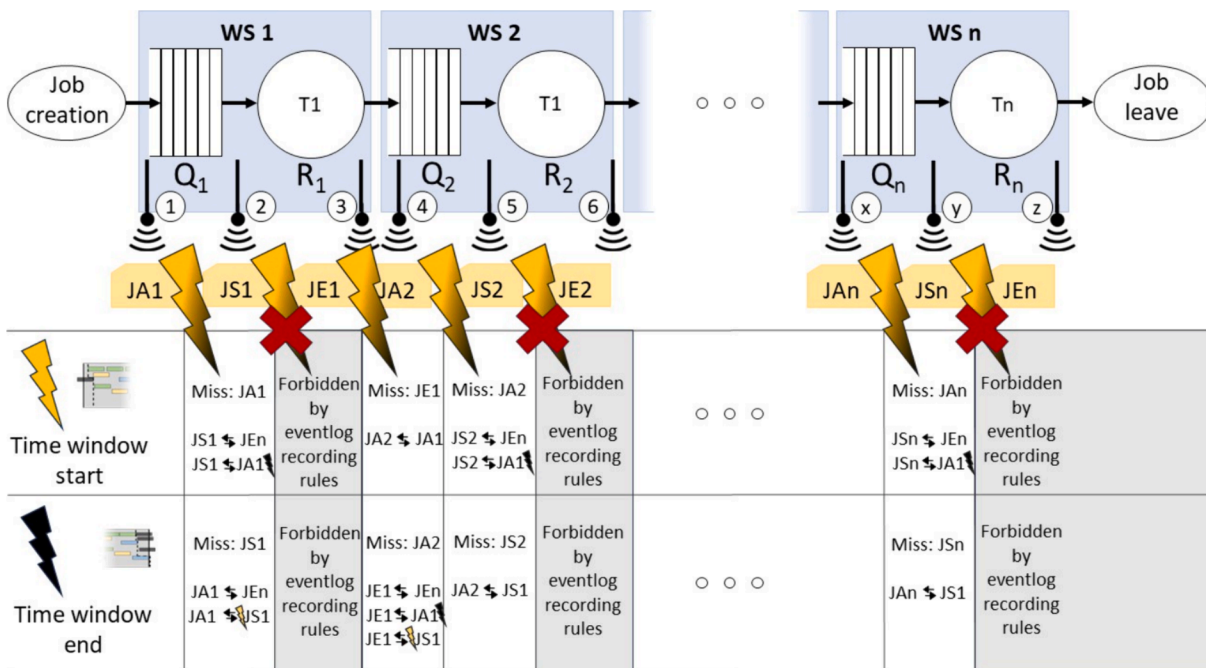 WS 1
WS 2
WS n
Job
creation
T1
T1
Tn
Job
leave
Q1
R1
Q2
R2
Qn
Rn
1
2
3
4
5
6
x
y
z
JA1
JS1
JE1
JA2
JS2
JE2
JAn
JSn
JEn
Time window
start
Miss: JA1
JS1 ⇆ JEn
JS1 ⇆ JA1
Forbidden
by
eventlog
recording
rules
Miss: JE1
JA2 ⇆ JA1
Miss: JA2
JS2 ⇆ JEn
JS2 ⇆ JA1
Forbidden
by
eventlog
recording
rules
Miss: JAn
JSn ⇆ JEn
JSn ⇆ JA1
Forbidden
by
eventlog
recording
rules
Time window
end
Miss: JS1
JA1 ⇆ JEn
JA1 ⇆ JS1
Forbidden
by
eventlog
recording
rules
Miss: JA2
JE1 ⇆ JEn
JE1 ⇆ JA1
JE1 ⇆ JS1
Miss: JS2
JA2 ⇆ JS1
Forbidden
by
eventlog
recording
rules
Miss: JSn
JAn ⇆ JS1
Forbidden
by
eventlog
recording
rules